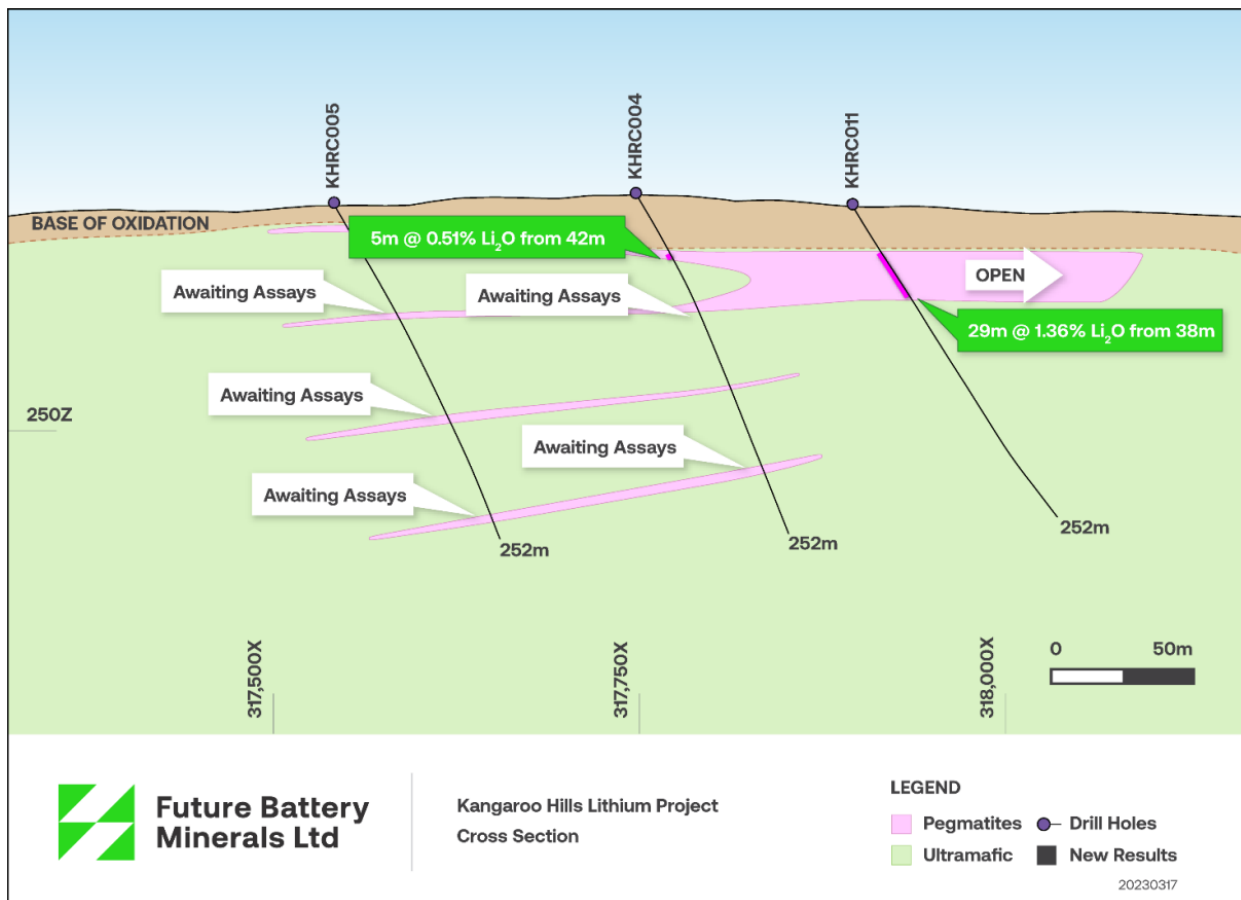 KHRC005
KHRC004
KHRC011
BASE OF OXIDATION
5m @ 0.51% Li₂O from 42m
OPEN
Awaiting Assays
Awaiting Assays
29m @ 1.36% Li₂O from 38m
Awaiting Assays
250Z
Awaiting Assays
Awaiting Assays
252m
252m
252m
317,500X
317,750X
318,000X
0 50m
Future Battery
Minerals Ltd
Kangaroo Hills Lithium Project
Cross Section
LEGEND
Pegmatites
Drill Holes
Ultramafic
New Results
20230317